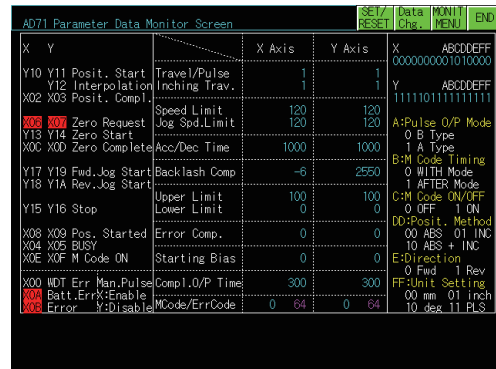 AD71 Parameter Data Monitor Screen
SET/ RESET
Data Chg.
MONIT MENU
END
X Y X Axis Y Axis X ABCDDEFF
0000000001010000
Y10 Y11 Posit. Start Travel/Pulse 1 1
Y12 Interpolation Inching Trav. 1 1 Y ABCDDEFF
X02 X03 Posit. Compl. 1111101111111111
Speed Limit 120 120
X06 X07 Zero Request Jog Spd.Limit 120 120 A:Pulse O/P Mode
Y13 Y14 Zero Start 0 B Type
X0C X0D Zero Complete Acc/Dec Time 1000 1000 1 A Type
B:M Code Timing
Y17 Y19 Fwd.Jog Start Backlash Comp -6 2550 0 WITH Mode
Y18 Y1A Rev.Jog Start 1 AFTER Mode
Upper Limit 100 100 C:M Code ON/OFF
Y15 Y16 Stop Lower Limit 0 0 0 OFF 1 ON
DD:Posit. Method
X08 X09 Pos. Started Error Comp. 0 0 00 ABS 01 INC
X04 X05 BUSY 10 ABS + INC
X0E X0F M Code ON Starting Bias 0 0 E:Direction
0 Fwd 1 Rev
X00 WDT Err Man.Pulse Compl.O/P Time 300 300 FF:Unit Setting
X0A Batt.Err X:Enable 00 mm 01 inch
X0B Error Y:Disable MCode/ErrCode 0 64 0 64 10 deg 11 PLS